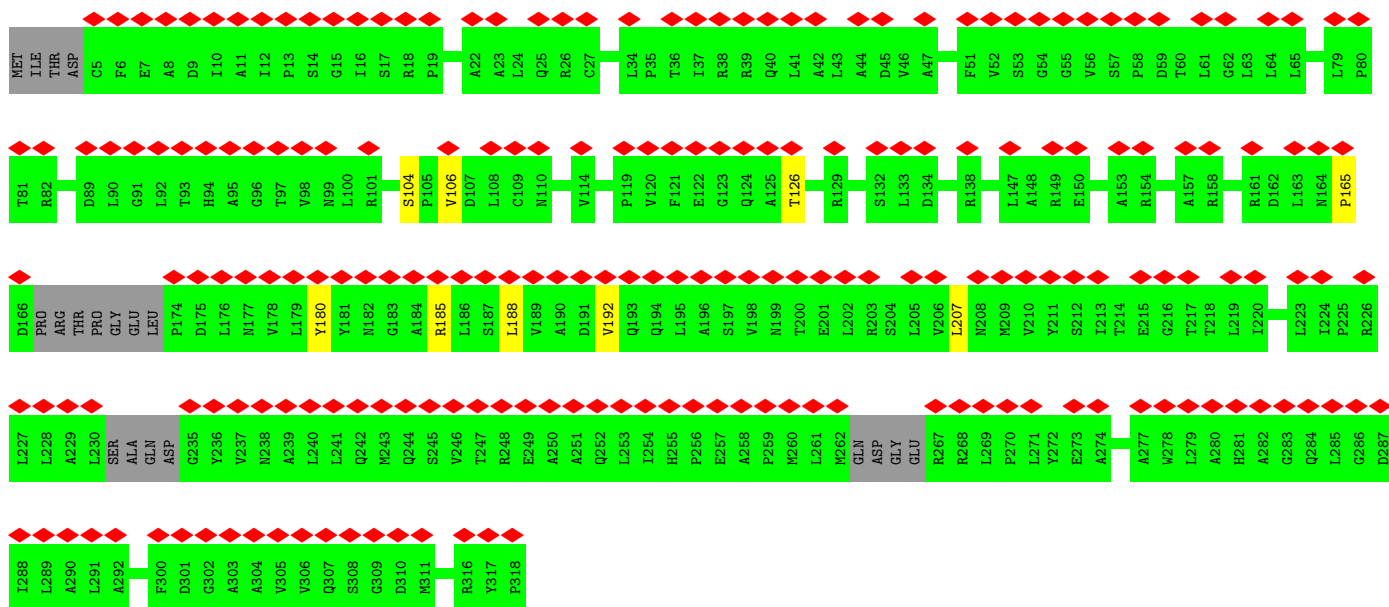 MET ILE THR ASP C5 F6 E7 A8 D9 I10 A11 I12 P13 S14 G15 I16 S17 R18 P19 A22 A23 L24 Q25 R26 C27 L34 P35 T36 I37 R38 R39 Q40 L41 A42 L43 A44 D45 V46 A47 F51 V52 S53 G54 G55 V56 S57 P58 D59 T60 L61 G62 L63 L64 L65 L79 P80
T81 R82 D89 L90 G91 L92 T93 H94 A95 G96 T97 V98 N99 L100 R101 S104 P105 V106 D107 L108 C109 N110 V114 P119 V120 F121 E122 G123 Q124 A125 T126 R129 S132 L133 D134 R138 L147 A148 R149 E150 A153 R154 A157 R158 R161 D162 L163 N164 P165
D166 PRO ARG THR PRO GLY GLU LEU P174 D175 L176 N177 V178 L179 Y180 Y181 N182 G183 A184 R185 L186 S187 L188 V189 A190 D191 V192 Q193 Q194 L195 A196 S197 V198 N199 T200 E201 L202 R203 S204 L205 V206 L207 N208 M209 V210 Y211 S212 I213 T214 E215 G216 T217 T218 L219 I220 L223 I224 P225 R226
L227 L228 A229 L230 SER ALA GLN ASP G235 Y236 V237 N238 A239 L240 L241 Q242 M243 Q244 S245 V246 T247 R248 E249 A250 A251 Q252 L253 I254 H255 P256 E257 A258 P259 M260 L261 M262 GLN ASP GLY GLU R267 R268 L269 P270 L271 Y272 E273 A274 A277 W278 L279 A280 H281 A282 G283 Q284 L285 G286 D287
I288 L289 A290 L291 A292 F300 D301 G302 A303 A304 V305 V306 Q307 S308 G309 D310 M311 R316 Y317 P318